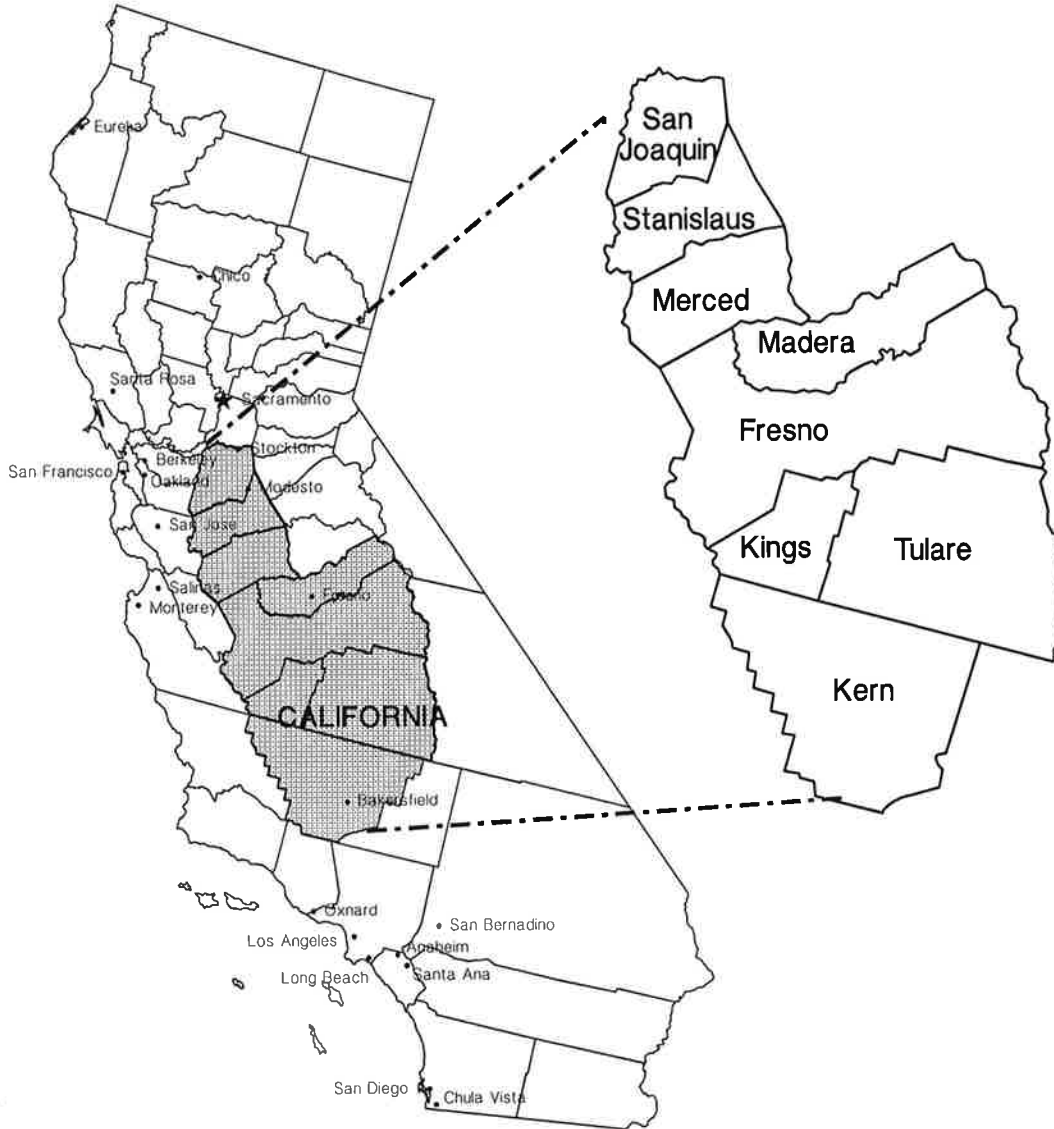 San
Joaquin
Stanislaus
Merced
Madera
Fresno
Kings
Tulare
Kern
Eureka
Chico
Santa Rosa
Sacramento
Stockton
Berkeley
San Francisco
Oakland
Modesto
San Jose
Salinas
Monterey
Fresno
CALIFORNIA
Bakersfield
Oxnard
San Bernadino
Los Angeles
Anaheim
Long Beach
Santa Ana
San Diego
Chula Vista